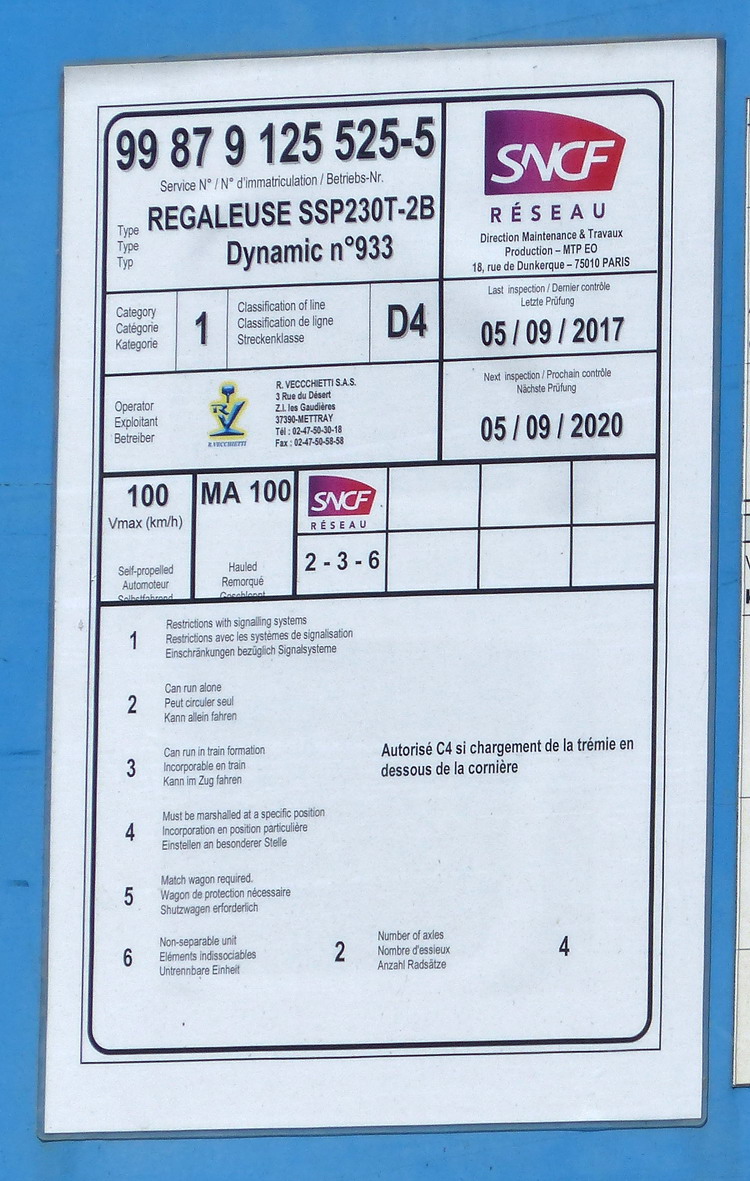 99 87 9 125 525-5
Service N° / N° d'immatriculation / Betriebs-Nr.
Type
Type
Typ
REGALEUSE SSP230T-2B
Dynamic n°933
SNCF
RÉSEAU
Direction Maintenance & Travaux
Production – MTP EO
18, rue de Dunkerque – 75010 PARIS
Category
Catégorie
Kategorie
1
Classification of line
Classification de ligne
Streckenklasse
D4
Last inspection / Dernier contrôle
Letzte Prüfung
05 / 09 / 2017
Operator
Exploitant
Betreiber
R V
R. VECCHIETTI
R. VECCCHIETTI S.A.S.
3 Rue du Désert
Z.I. les Gaudières
37390-METTRAY
Tél : 02-47-50-30-18
Fax : 02-47-50-58-58
Next inspection / Prochain contrôle
Nächste Prüfung
05 / 09 / 2020
100
Vmax (km/h)
Self-propelled
Automoteur
Selbstfahrend
MA 100
Hauled
Remorqué
Geschleppt
SNCF
RÉSEAU
2 - 3 - 6
1
Restrictions with signalling systems
Restrictions avec les systèmes de signalisation
Einschränkungen bezüglich Signalsysteme
2
Can run alone
Peut circuler seul
Kann allein fahren
3
Can run in train formation
Incorporable en train
Kann im Zug fahren
Autorisé C4 si chargement de la trémie en
dessous de la cornière
4
Must be marshalled at a specific position
Incorporation en position particulière
Einstellen an besonderer Stelle
5
Match wagon required.
Wagon de protection nécessaire
Shutzwagen erforderlich
6
Non-separable unit
Eléments indissociables
Untrennbare Einheit
2
Number of axles
Nombre d'essieux
Anzahl Radsätze
4